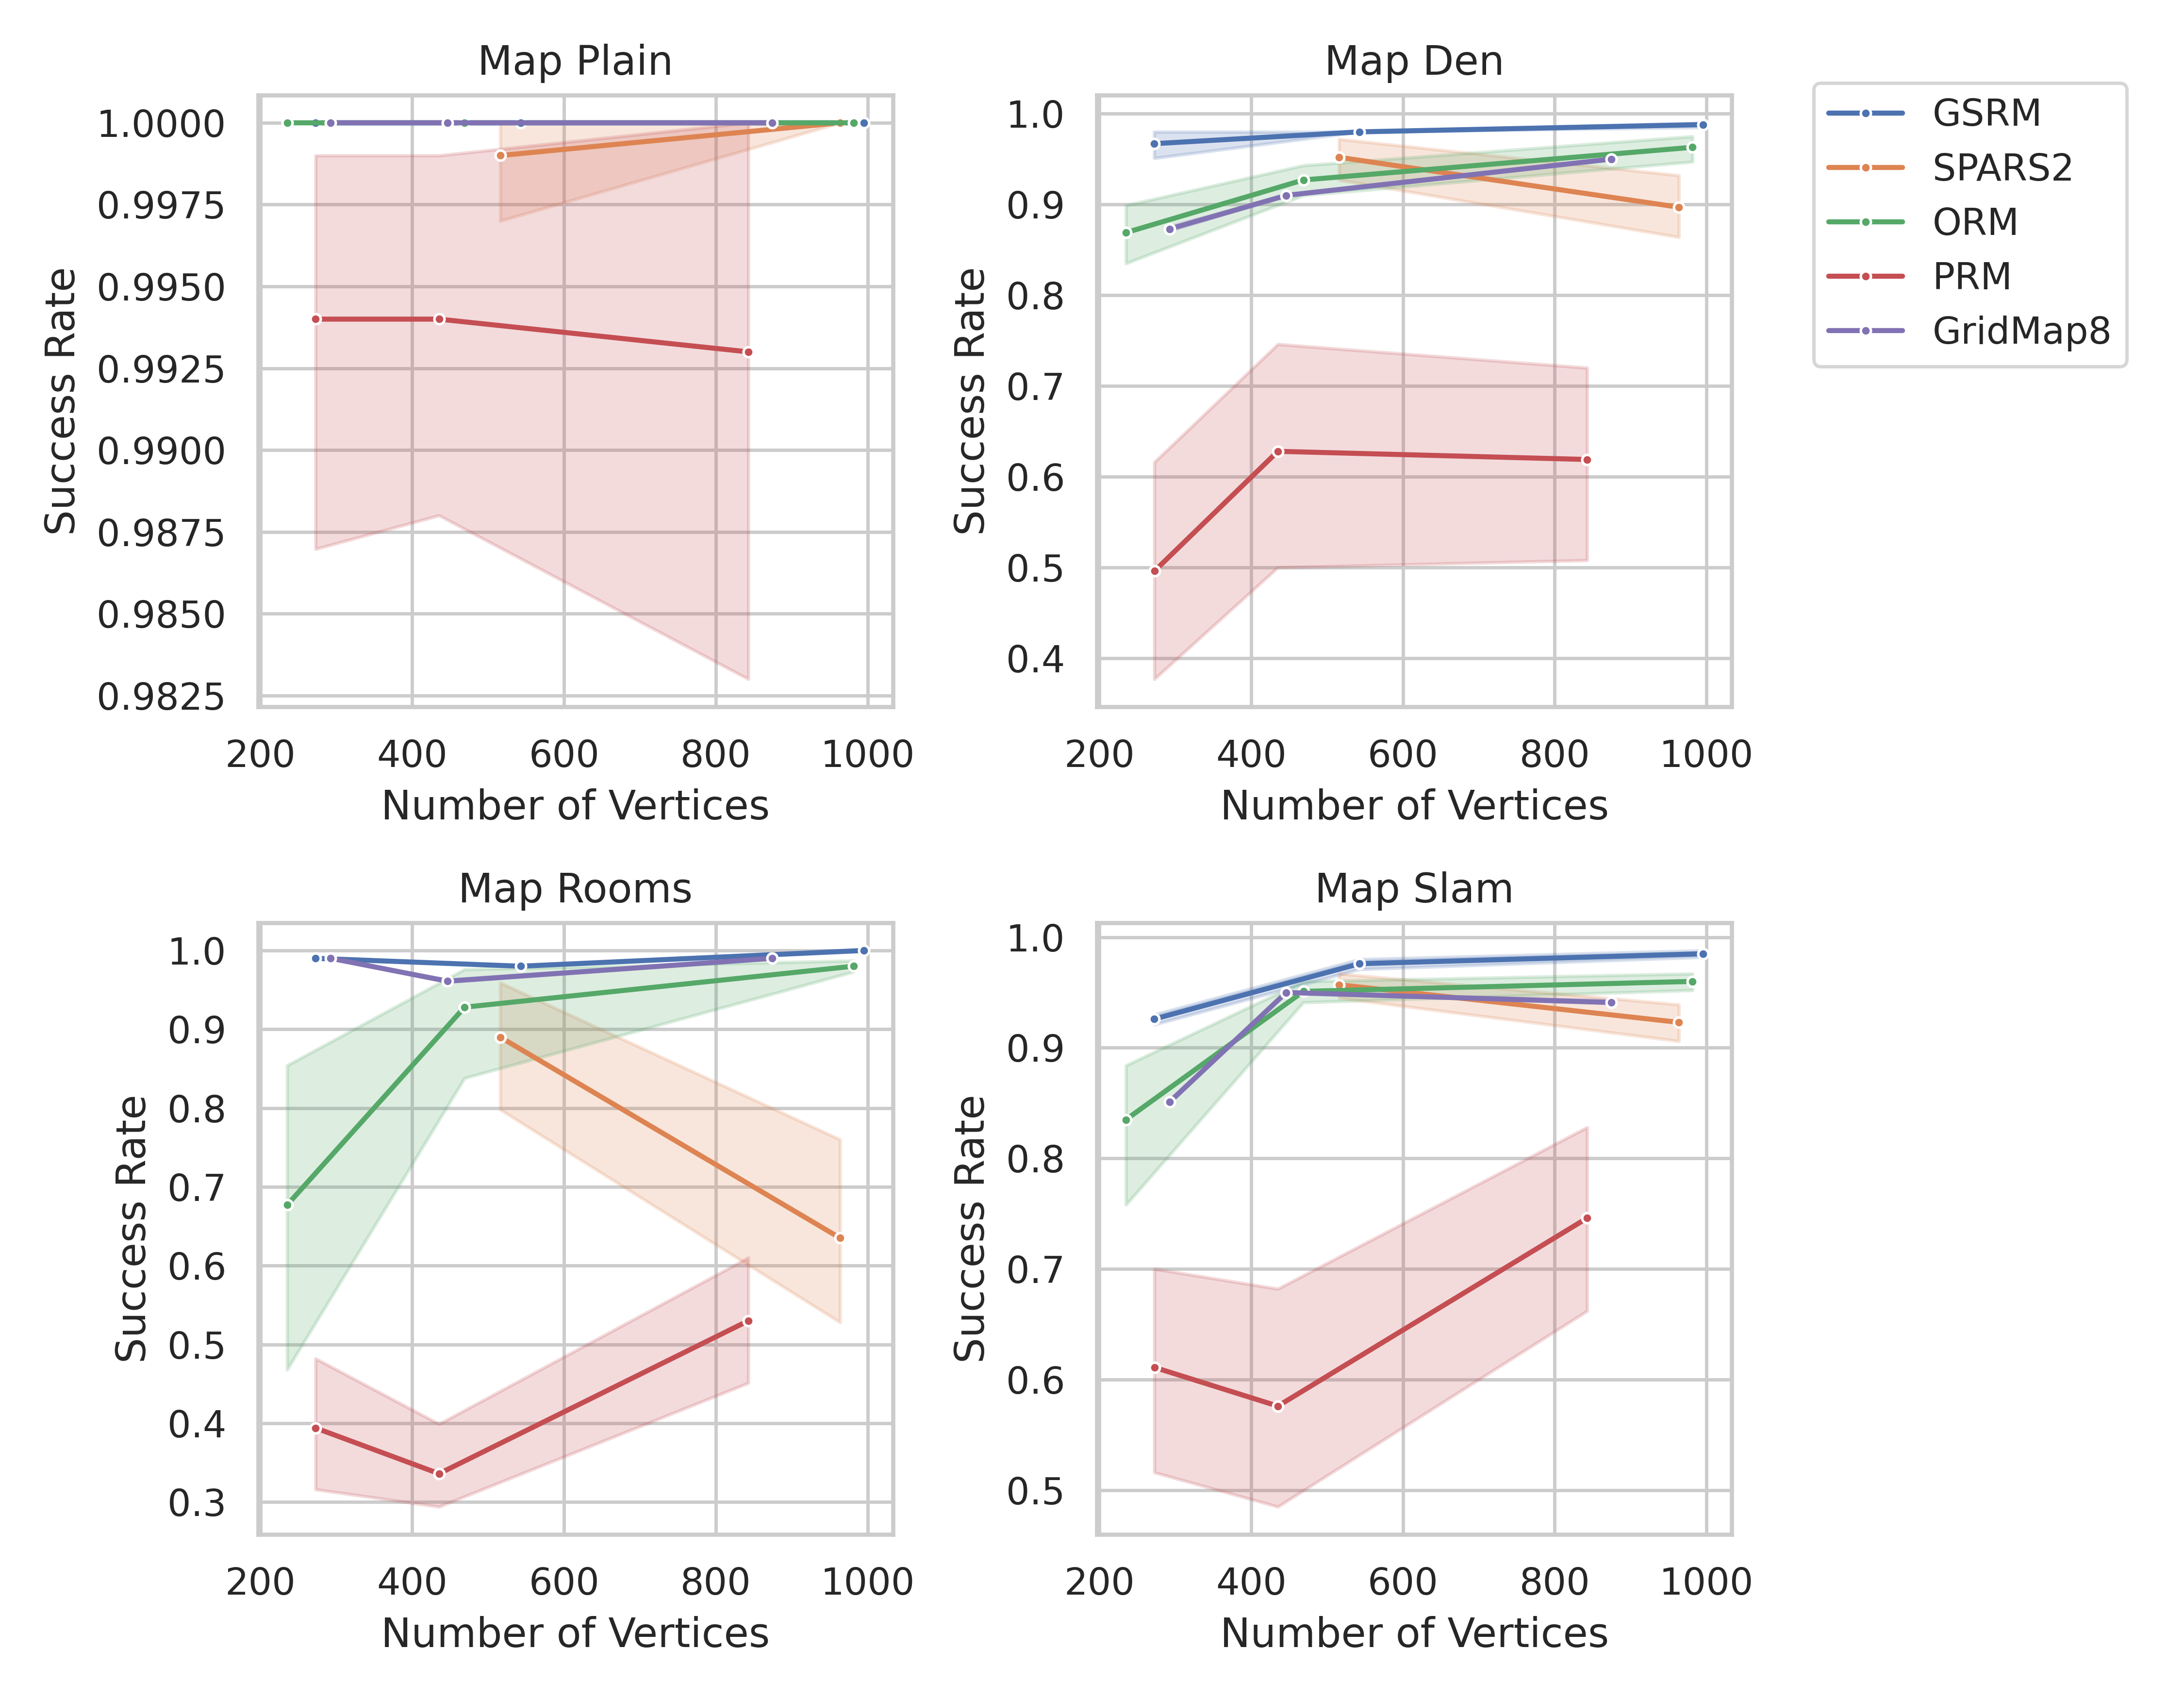 Map Plain
1.0000
0.9975
0.9950
0.9925
0.9900
0.9875
0.9850
0.9825
Success Rate
200 400 600 800 1000
Number of Vertices
Map Den
1.0
0.9
0.8
0.7
0.6
0.5
0.4
Success Rate
200 400 600 800 1000
Number of Vertices
GSRM
SPARS2
ORM
PRM
GridMap8
Map Rooms
1.0
0.9
0.8
0.7
0.6
0.5
0.4
0.3
Success Rate
200 400 600 800 1000
Number of Vertices
Map Slam
1.0
0.9
0.8
0.7
0.6
0.5
Success Rate
200 400 600 800 1000
Number of Vertices